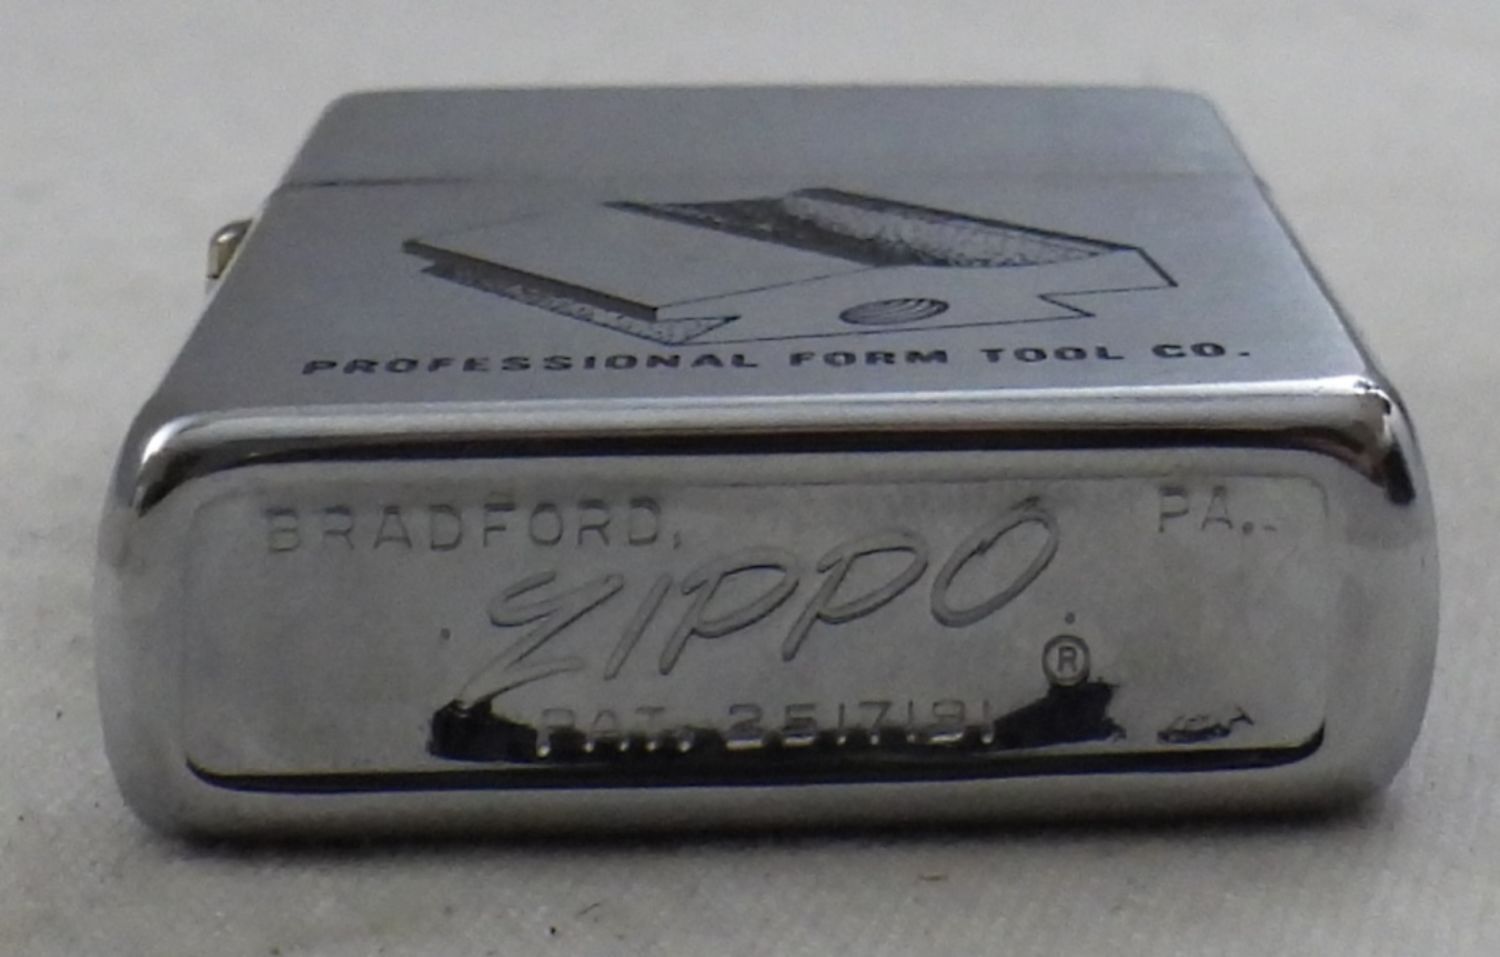 PROFESSIONAL FORM TOOL CO.
BRADFORD, PA.
ZIPPO ®
PAT. 2517191